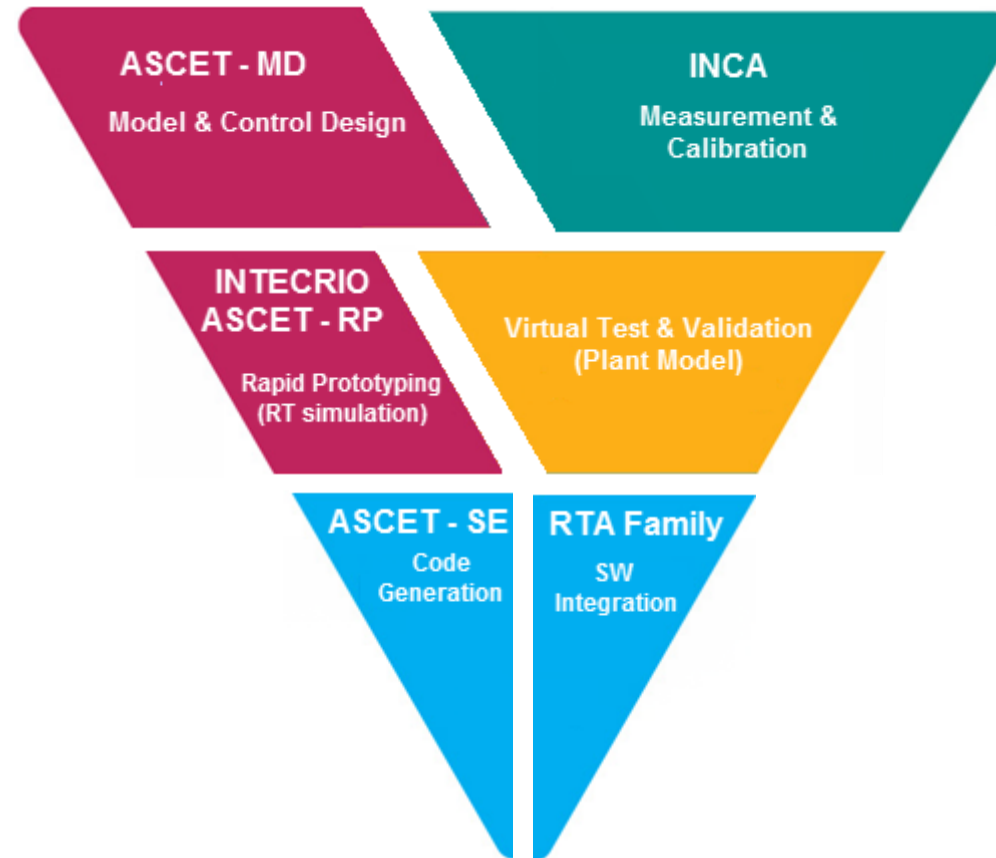 ASCET - MD
Model & Control Design
INCA
Measurement &
Calibration
INTECRIO
ASCET - RP
Rapid Prototyping
(RT simulation)
Virtual Test & Validation
(Plant Model)
ASCET - SE
Code
Generation
RTA Family
SW
Integration